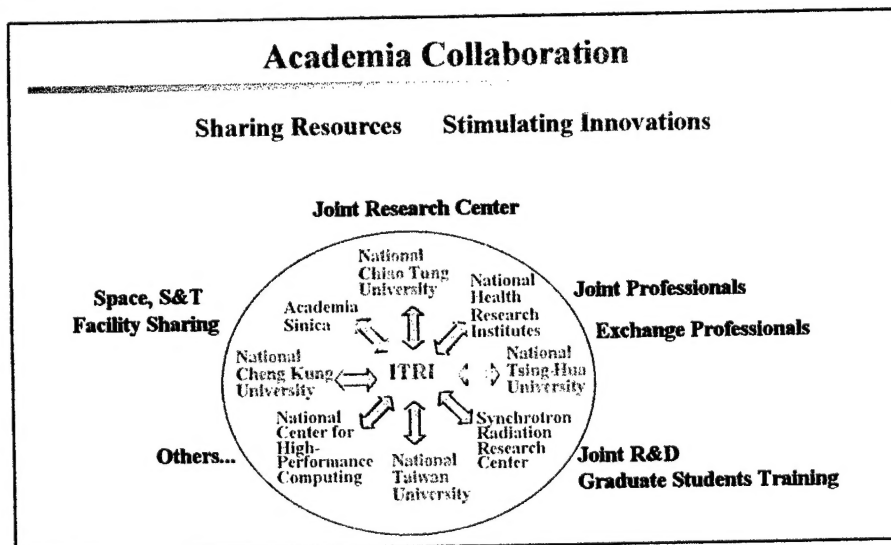 Academia Collaboration
Sharing Resources Stimulating Innovations
Joint Research Center
National
Chiao Tung
University
National
Health
Research
Institutes
Academia
Sinica
Space, S&T
Facility Sharing
Joint Professionals
Exchange Professionals
National
Cheng Kung
University
ITRI
National
Tsing-Hua
University
National
Center for
High-
Performance
Computing
National
Taiwan
University
Synchrotron
Radiation
Research
Center
Others...
Joint R&D
Graduate Students Training